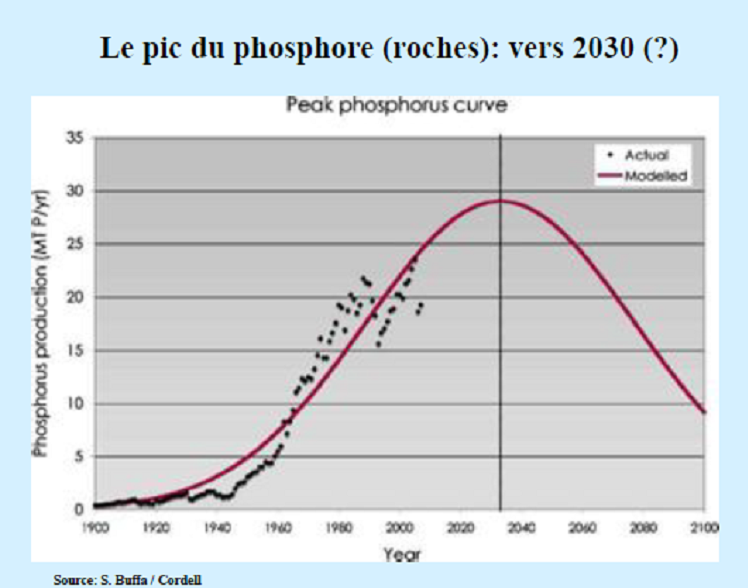 Le pic du phosphore (roches): vers 2030 (?)
Peak phosphorus curve
35
30
25
20
15
10
5
0
Phosphorus production (MT P/yr)
Actual
Modelled
1900 1920 1940 1960 1980 2000 2020 2040 2060 2080 2100
Year
Source: S. Buffa / Cordell